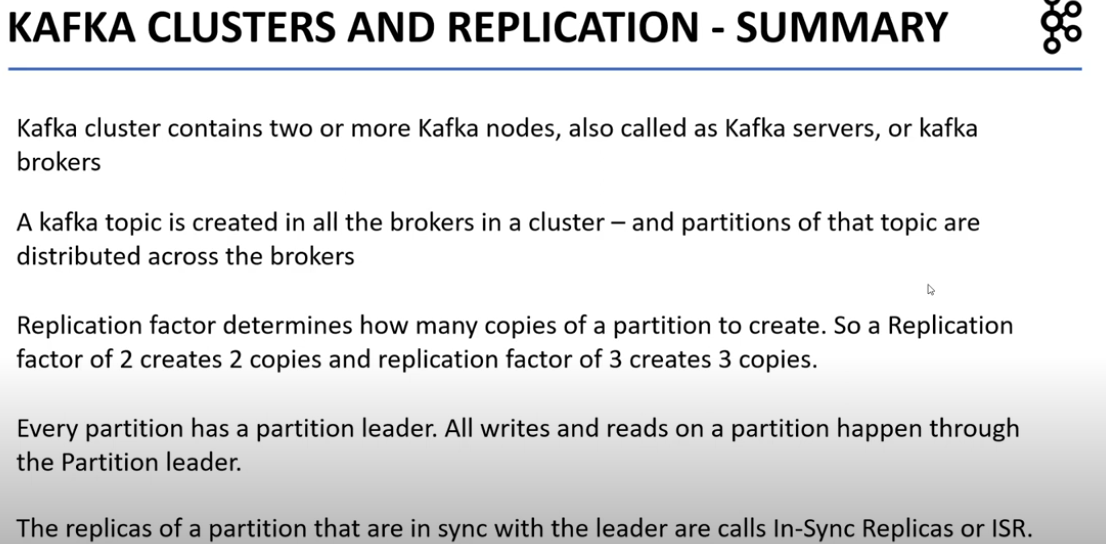 KAFKA CLUSTERS AND REPLICATION - SUMMARY
Kafka cluster contains two or more Kafka nodes, also called as Kafka servers, or kafka
brokers
A kafka topic is created in all the brokers in a cluster – and partitions of that topic are
distributed across the brokers
Replication factor determines how many copies of a partition to create. So a Replication
factor of 2 creates 2 copies and replication factor of 3 creates 3 copies.
Every partition has a partition leader. All writes and reads on a partition happen through
the Partition leader.
The replicas of a partition that are in sync with the leader are calls In-Sync Replicas or ISR.